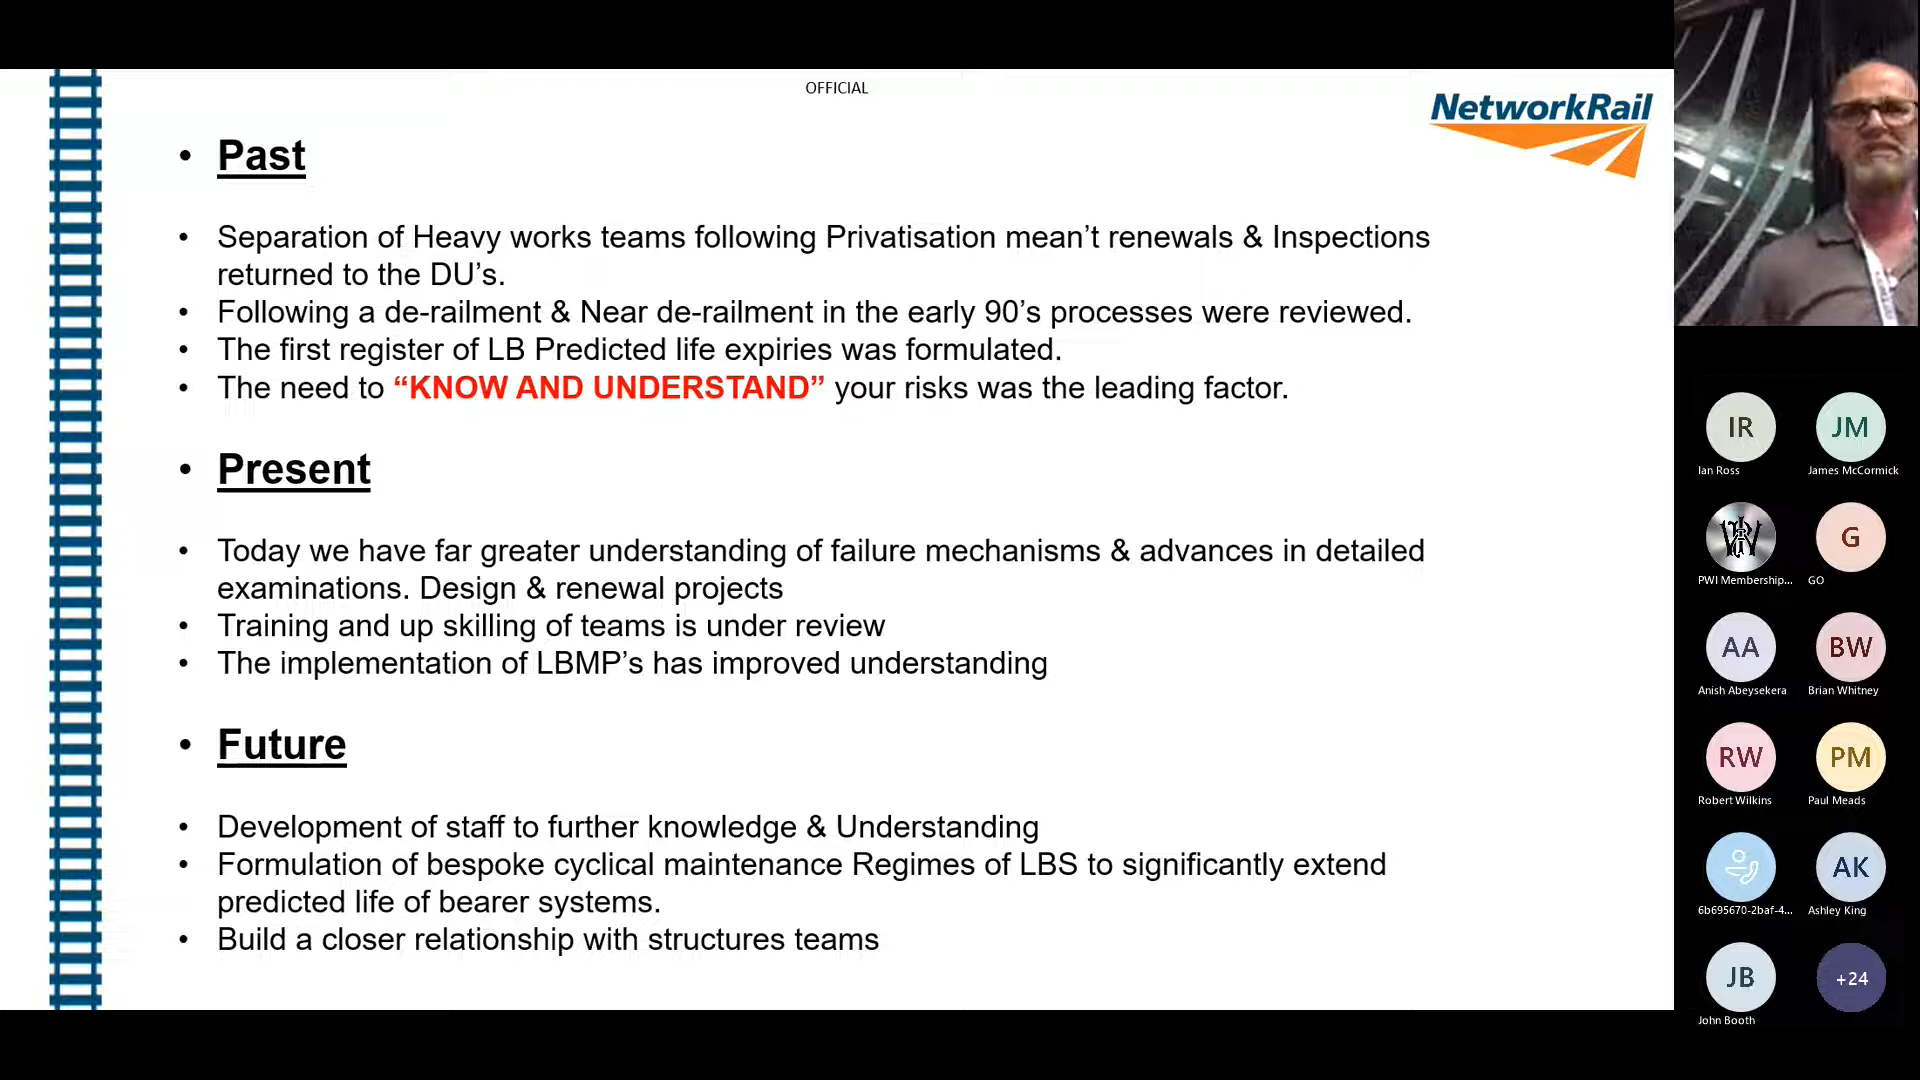 OFFICIAL
NetworkRail
• Past
• Separation of Heavy works teams following Privatisation mean’t renewals & Inspections
returned to the DU’s.
• Following a de-railment & Near de-railment in the early 90’s processes were reviewed.
• The first register of LB Predicted life expiries was formulated.
• The need to “KNOW AND UNDERSTAND” your risks was the leading factor.
• Present
• Today we have far greater understanding of failure mechanisms & advances in detailed
examinations. Design & renewal projects
• Training and up skilling of teams is under review
• The implementation of LBMP’s has improved understanding
• Future
• Development of staff to further knowledge & Understanding
• Formulation of bespoke cyclical maintenance Regimes of LBS to significantly extend
predicted life of bearer systems.
• Build a closer relationship with structures teams
IR
Ian Ross
JM
James McCormick
PWI Membership...
G
GO
AA
Anish Abeysekera
BW
Brian Whitney
RW
Robert Wilkins
PM
Paul Meads
6b695670-2baf-4...
AK
Ashley King
JB
John Booth
+24